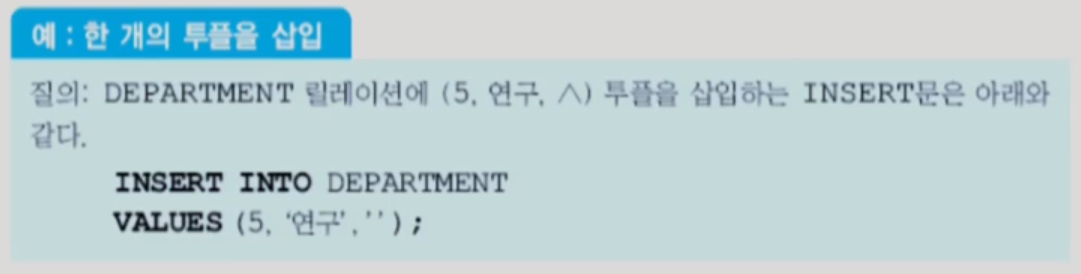 예 : 한 개의 투플을 삽입
질의: DEPARTMENT 릴레이션에 (5, 연구, ∧) 투플을 삽입하는 INSERT문은 아래와
같다.
INSERT INTO DEPARTMENT
VALUES (5, ‘연구’,’’);